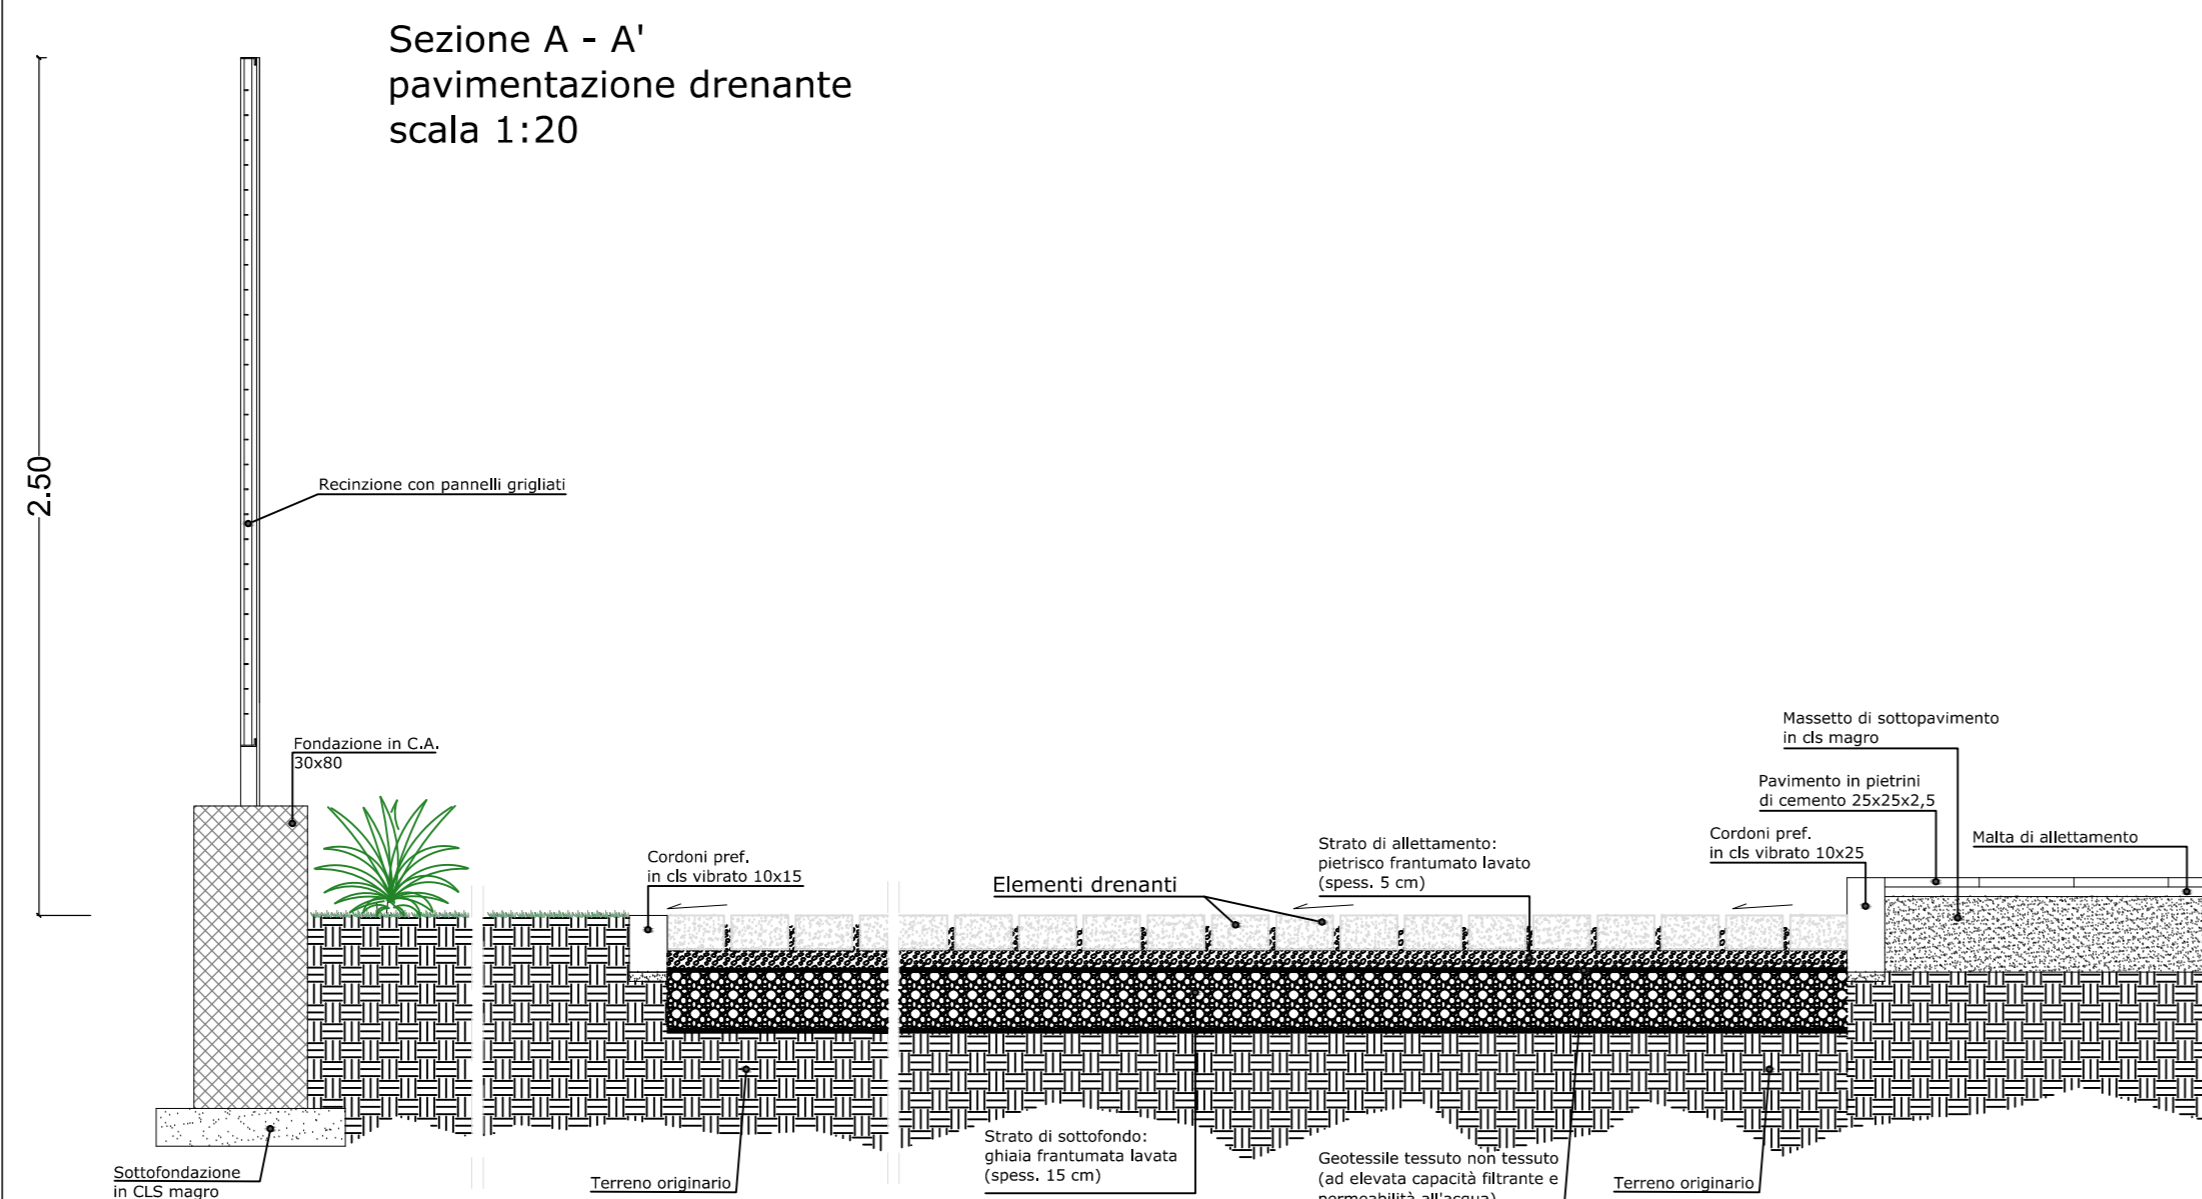 Sezione A - A'
pavimentazione drenante
scala 1:20
2.50
Recinzione con pannelli grigliati
Fondazione in C.A.
30x80
Cordoni pref.
in cls vibrato 10x15
Elementi drenanti
Strato di allettamento:
pietrisco frantumato lavato
(spess. 5 cm)
Massetto di sottopavimento
in cls magro
Pavimento in pietrini
di cemento 25x25x2,5
Cordoni pref.
in cls vibrato 10x25
Malta di allettamento
Sottofondazione
in CLS magro
Terreno originario
Strato di sottofondo:
ghiaia frantumata lavata
(spess. 15 cm)
Geotessile tessuto non tessuto
(ad elevata capacità filtrante e
permeabilità all'acqua)
Terreno originario